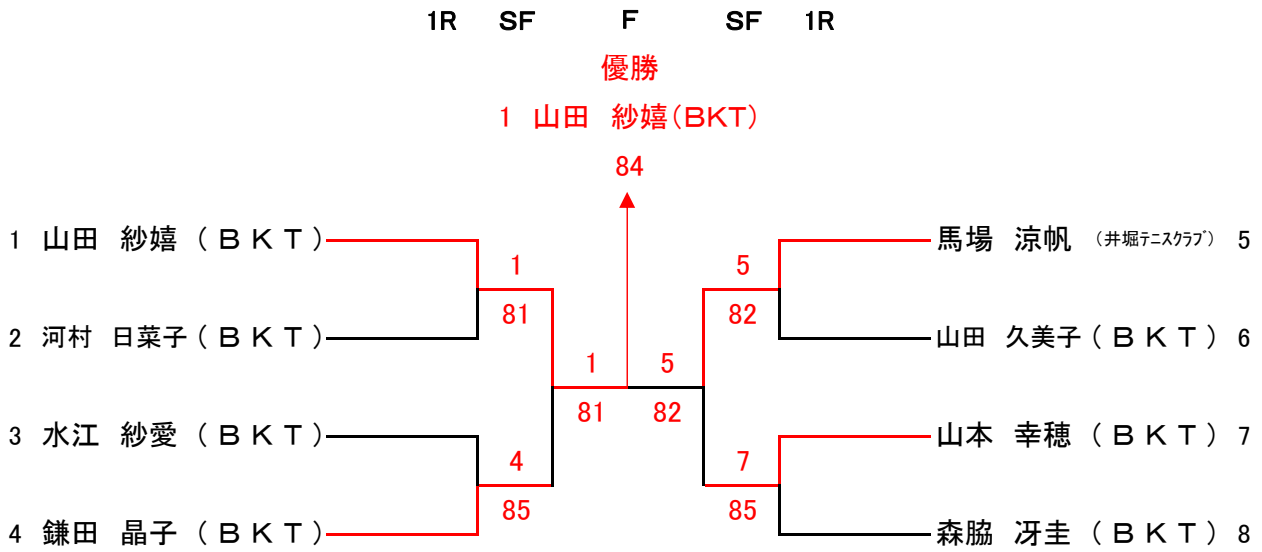 1R SF F SF 1R
優勝
1 山田 紗嬉(BKT)
84
1 山田 紗嬉 (BKT) 馬場 涼帆 (井堀テニスクラブ) 5
1 5
81 82
2 河村 日菜子 (BKT) 山田 久美子 (BKT) 6
1 5
81 82
3 水江 紗愛 (BKT) 山本 幸穂 (BKT) 7
4 7
85 85
4 鎌田 晶子 (BKT) 森脇 冴圭 (BKT) 8